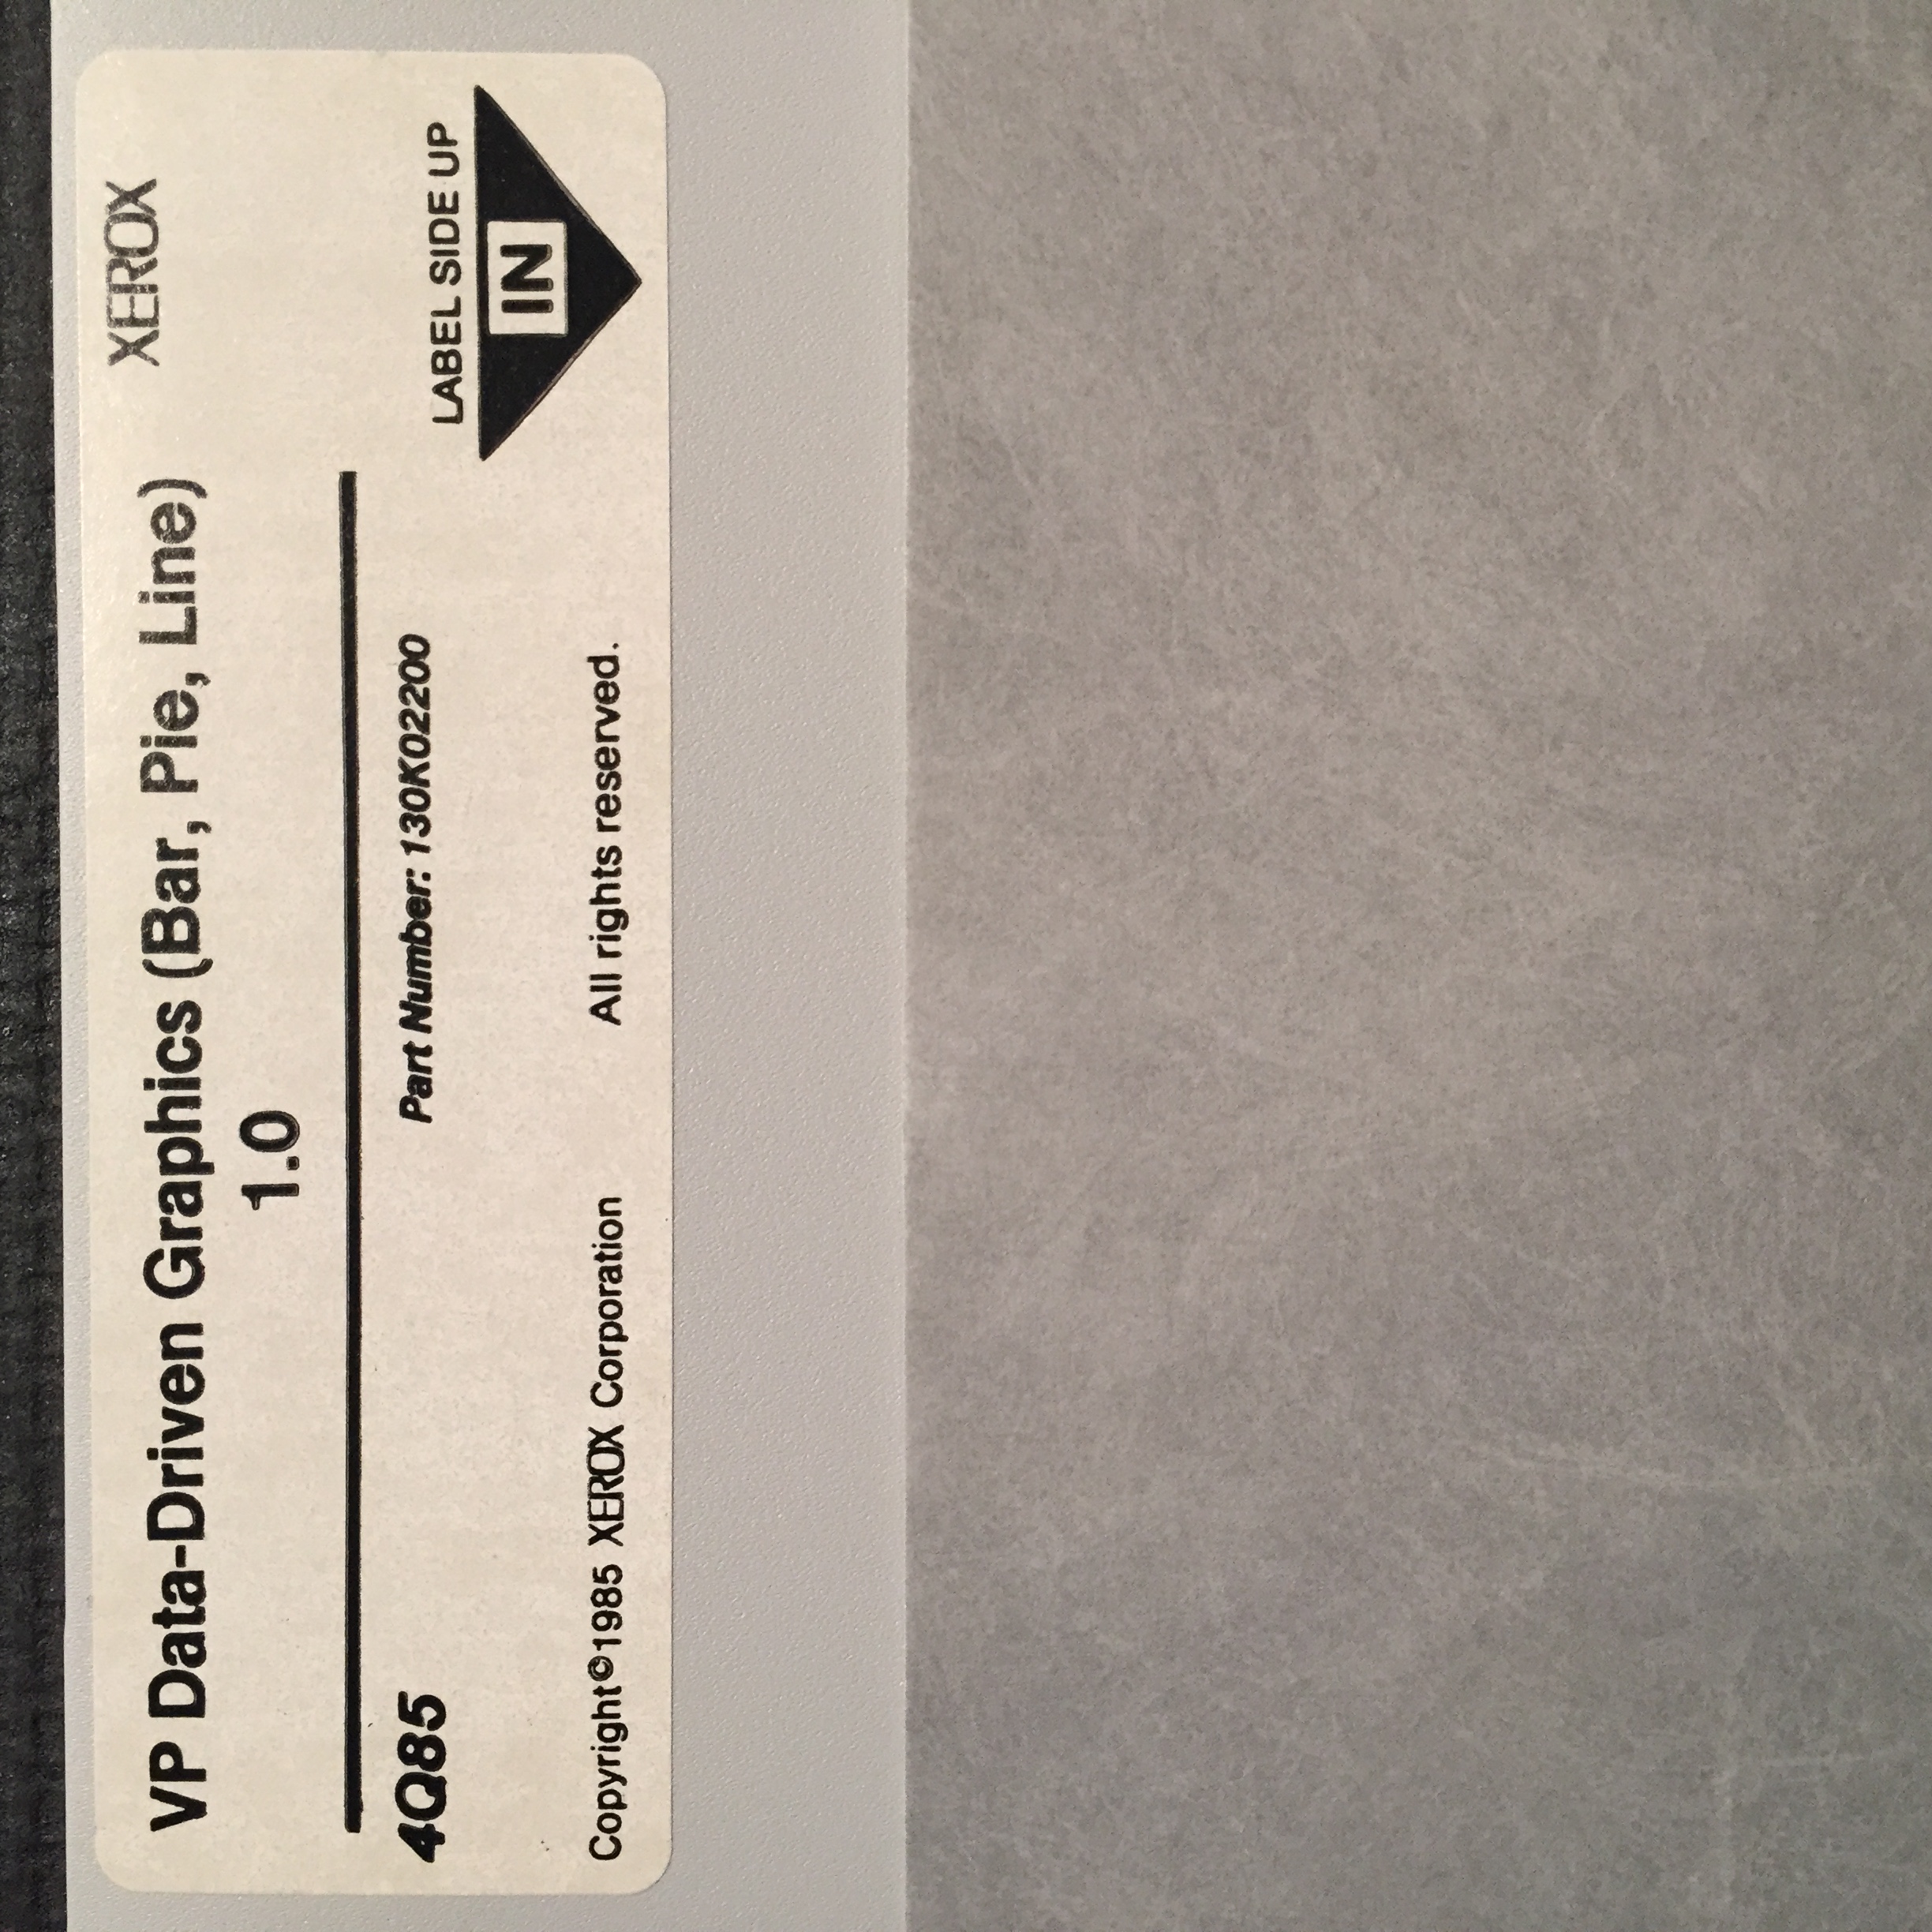 XEROX
VP Data-Driven Graphics (Bar, Pie, Line)
1.0
4Q85
Part Number: 130K02200
LABEL SIDE UP
IN
Copyright©1985 XEROX Corporation All rights reserved.